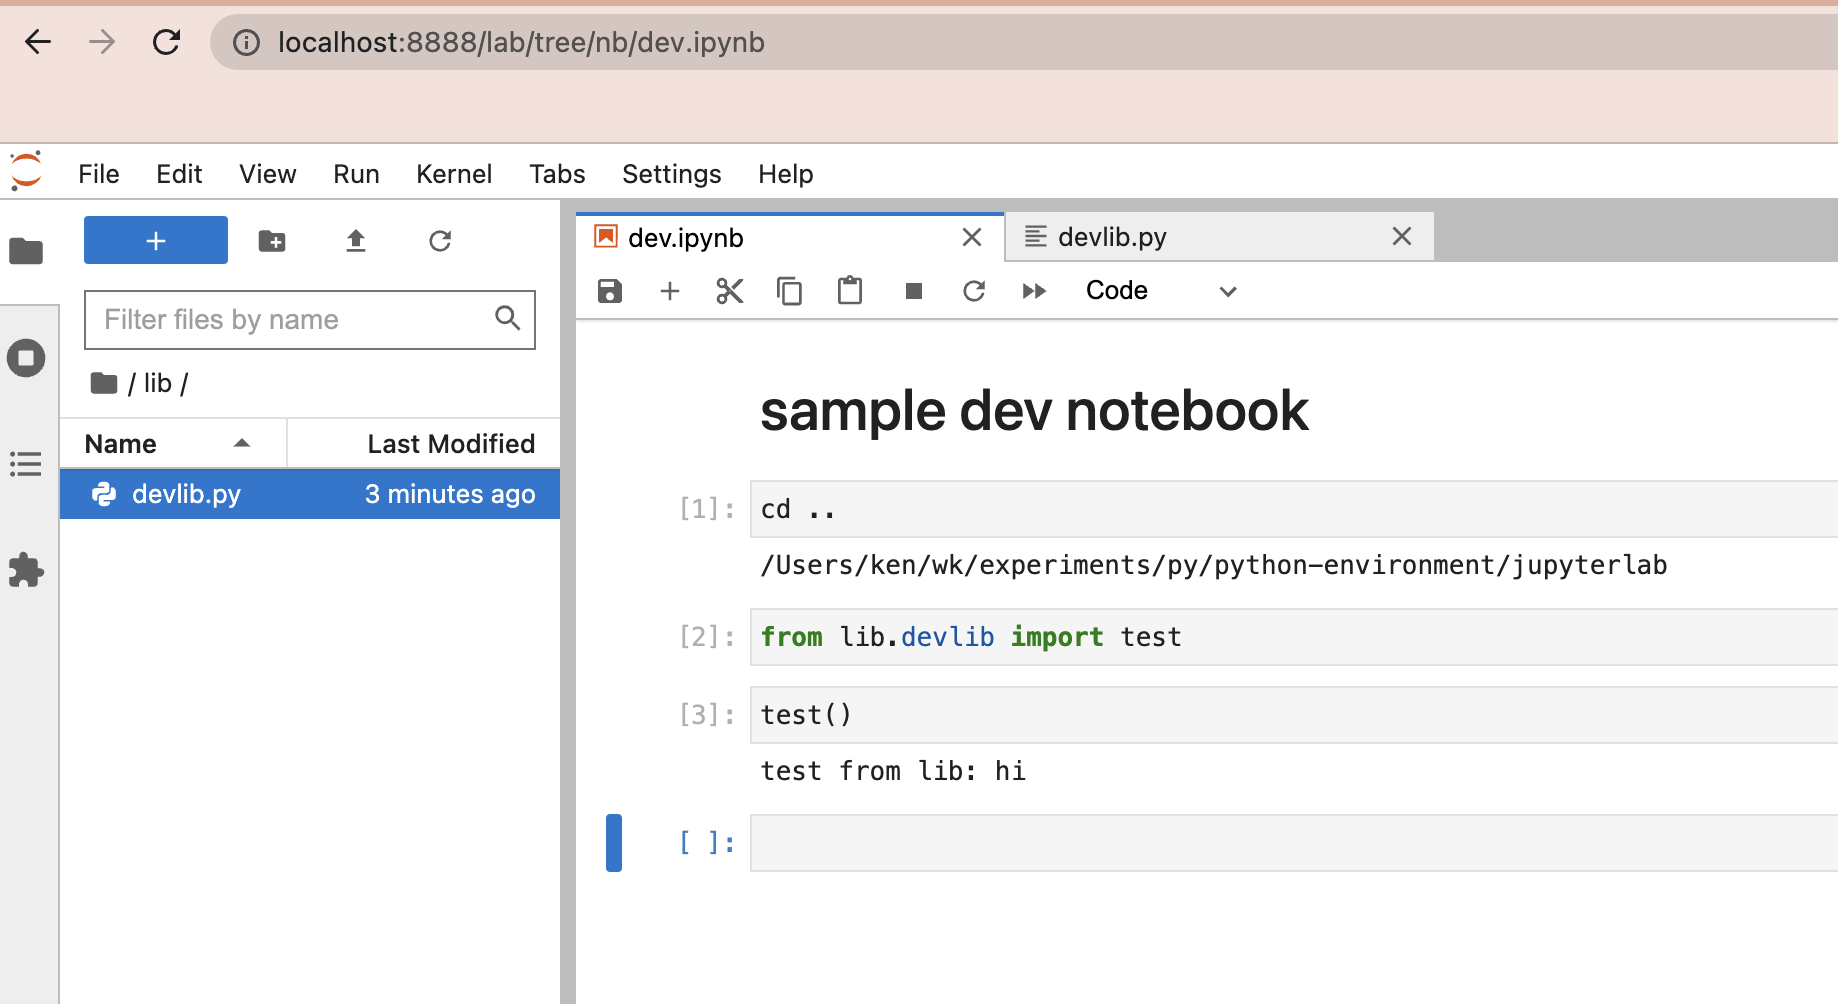 localhost:8888/lab/tree/nb/dev.ipynb
File Edit View Run Kernel Tabs Settings Help
Filter files by name
/ lib /
Name Last Modified
devlib.py 3 minutes ago
dev.ipynb devlib.py
Code
sample dev notebook
[1]: cd ..
/Users/ken/wk/experiments/py/python-environment/jupyterlab
[2]: from lib.devlib import test
[3]: test()
test from lib: hi
[ ]: